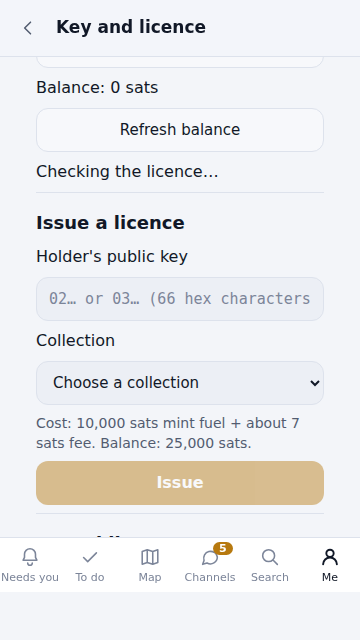 Key and licence
Balance: 0 sats
Refresh balance
Checking the licence…
Issue a licence
Holder's public key
02… or 03… (66 hex characters
Collection
Choose a collection
Cost: 10,000 sats mint fuel + about 7
sats fee. Balance: 25,000 sats.
Issue
5
Needs you
To do
Map
Channels
Search
Me